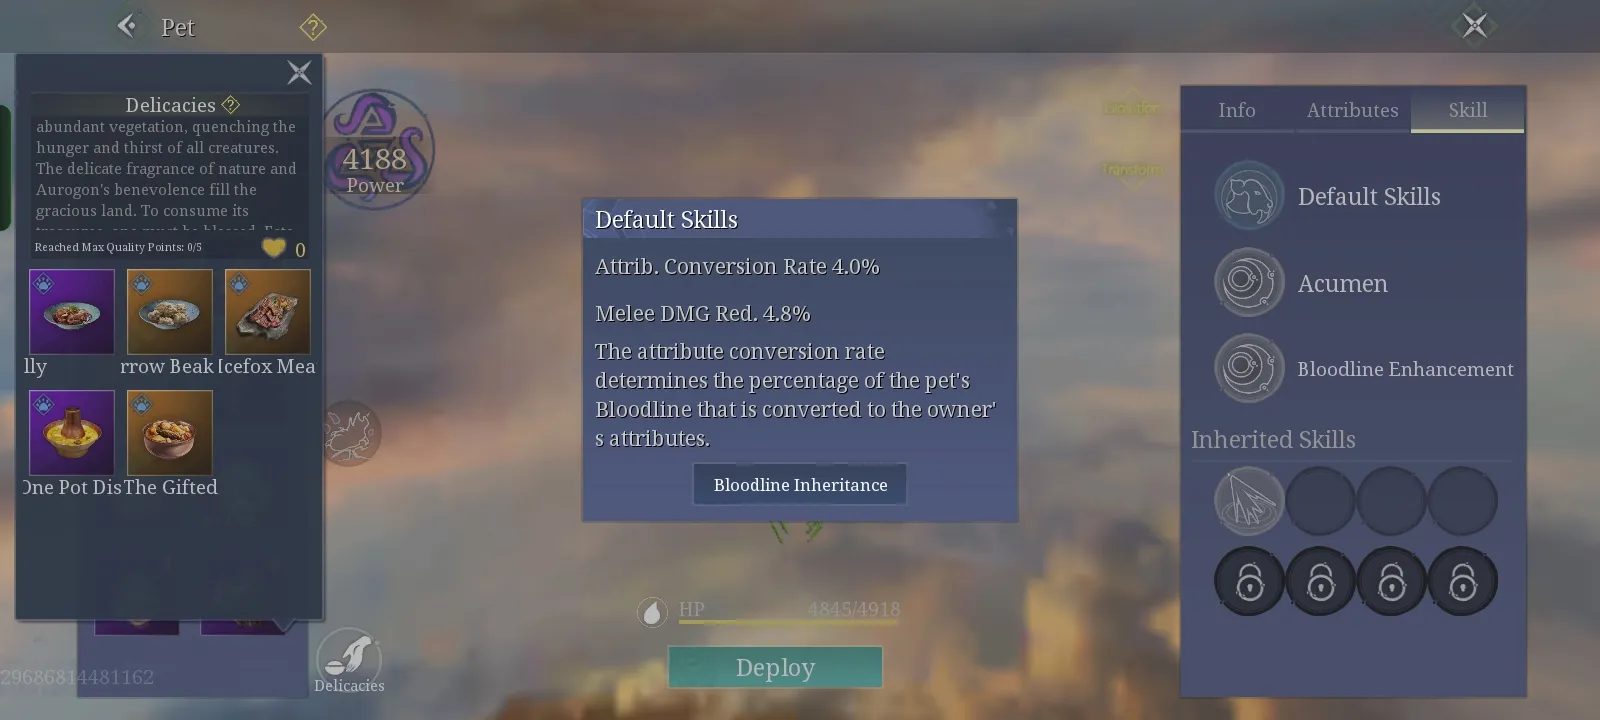 Pet
Delicacies
abundant vegetation, quenching the
hunger and thirst of all creatures.
The delicate fragrance of nature and
Aurogon's benevolence fill the
gracious land. To consume its
Reached Max Quality Points: 0/5
0
lly
rrow Beak
Icefox Mea
One Pot Dis
The Gifted
29686814481162
4188
Power
Delicacies
Default Skills
Attrib. Conversion Rate 4.0%
Melee DMG Red. 4.8%
The attribute conversion rate
determines the percentage of the pet's
Bloodline that is converted to the owner'
s attributes.
Bloodline Inheritance
HP
4845/4918
Deploy
Transform
Info
Attributes
Skill
Default Skills
Acumen
Bloodline Enhancement
Inherited Skills